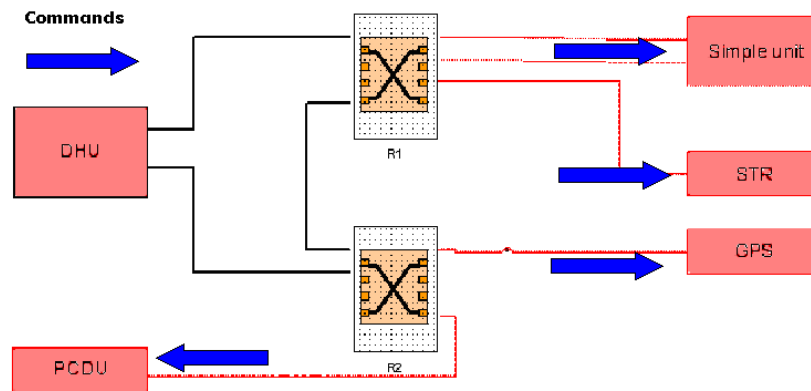 Commands
Simple unit
DHU
R1
STR
GPS
R2
PCDU